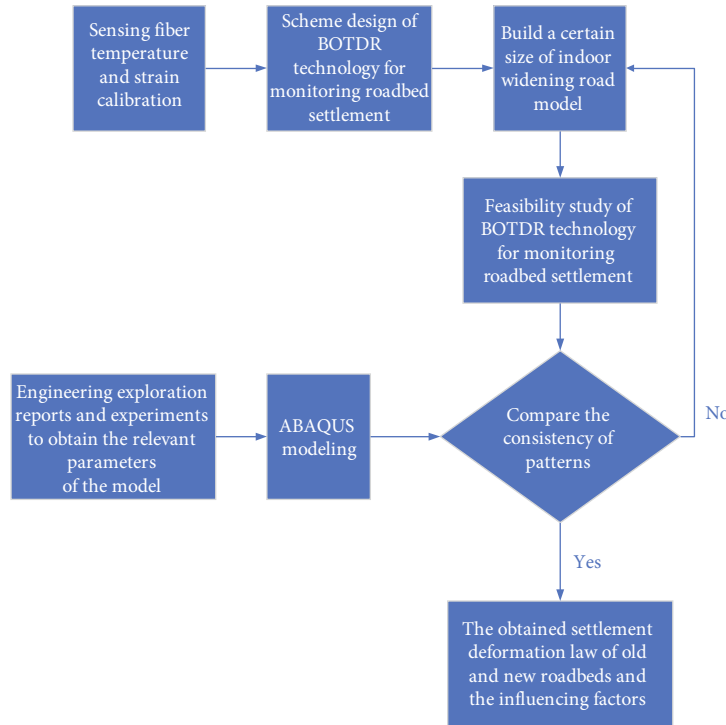 Sensing fiber
temperature
and strain
calibration
Scheme design of
BOTDR
technology for
monitoring roadbed
settlement
Build a certain
size of indoor
widening road
model
Feasibility study of
BOTDR technology
for monitoring
roadbed settlement
Engineering exploration
reports and experiments
to obtain the relevant
parameters
of the model
ABAQUS
modeling
Compare the
consistency of
patterns
No
Yes
The obtained settlement
deformation law of old
and new roadbeds and
the influencing factors